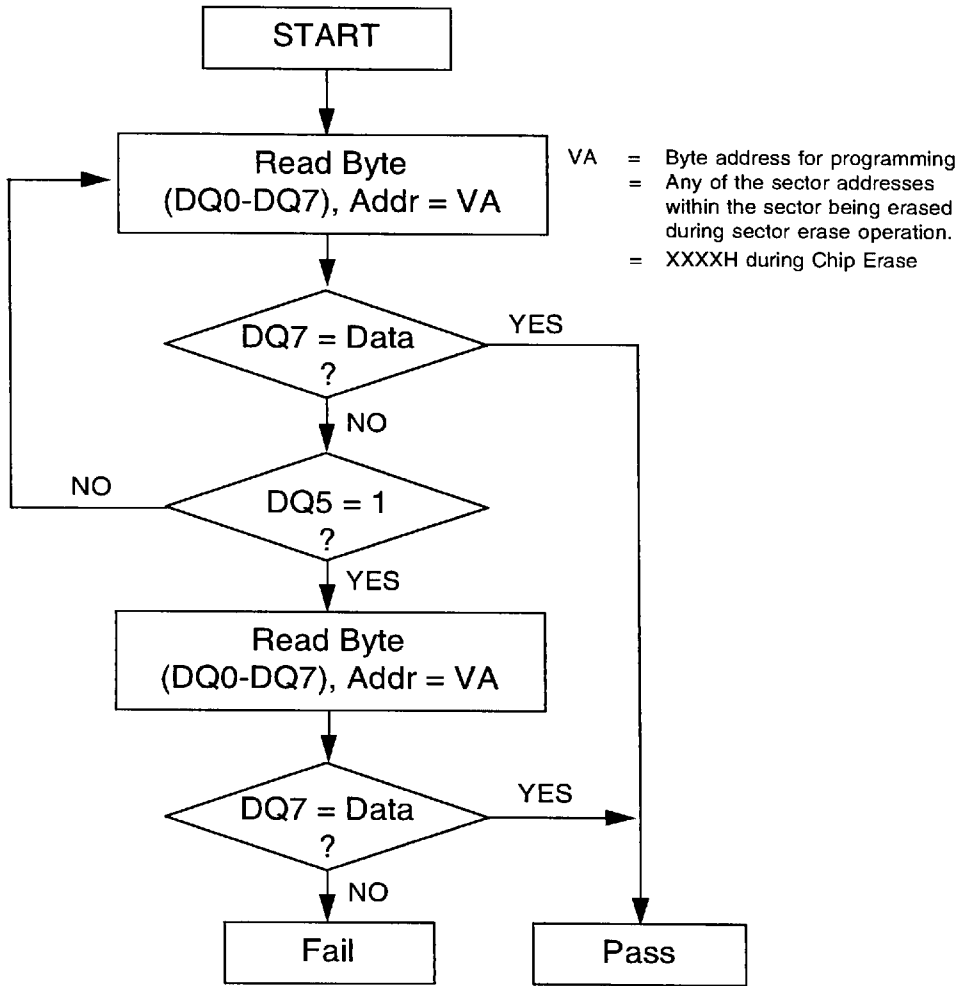 START
Read Byte
(DQ0-DQ7), Addr = VA
VA = Byte address for programming
= Any of the sector addresses
within the sector being erased
during sector erase operation.
= XXXXH during Chip Erase
DQ7 = Data
?
YES
NO
DQ5 = 1
?
NO
YES
Read Byte
(DQ0-DQ7), Addr = VA
DQ7 = Data
?
YES
NO
Fail
Pass